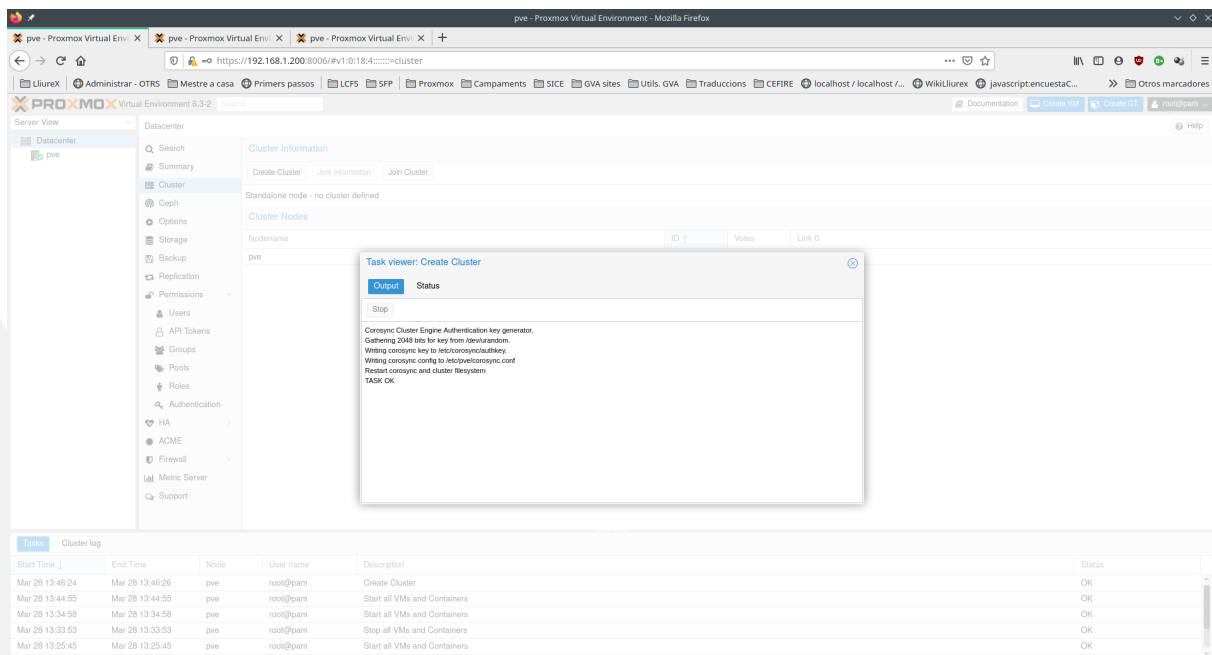 pve - Proxmox Virtual Environment - Mozilla Firefox
pve - Proxmox Virtual Envi
pve - Proxmox Virtual Envi
pve - Proxmox Virtual Envi
https://192.168.1.200:8006/#v1:0:18:4:::::::=cluster
LliureX
Administrar - OTRS
Mestre a casa
Primers passos
LCFS
SFP
Proxmox
Campaments
SICE
GVA sites
Utils. GVA
Traduccions
CEFIRE
localhost / localhost /...
WikiLliurex
javascript:encuestaC...
Otros marcadores
PROXMOX Virtual Environment 6.3-2
Search
Documentation
Create VM
Create CT
root@pam
Server View
Datacenter
pve
Datacenter
Help
Search
Summary
Cluster
Ceph
Options
Storage
Backup
Replication
Permissions
Users
API Tokens
Groups
Pools
Roles
Authentication
HA
ACME
Firewall
Metric Server
Support
Cluster Information
Create Cluster
Join Information
Join Cluster
Standalone node - no cluster defined
Cluster Nodes
Nodename ID ↑ Votes Link 0
pve
Task viewer: Create Cluster
Output
Status
Stop
Corosync Cluster Engine Authentication key generator.
Gathering 2048 bits for key from /dev/urandom.
Writing corosync key to /etc/corosync/authkey.
Writing corosync config to /etc/pve/corosync.conf
Restart corosync and cluster filesystem
TASK OK
Tasks
Cluster log
Start Time ↓ End Time Node User name Description Status
Mar 28 13:46:24 Mar 28 13:46:26 pve root@pam Create Cluster OK
Mar 28 13:44:55 Mar 28 13:44:55 pve root@pam Start all VMs and Containers OK
Mar 28 13:34:58 Mar 28 13:34:58 pve root@pam Start all VMs and Containers OK
Mar 28 13:33:53 Mar 28 13:33:53 pve root@pam Stop all VMs and Containers OK
Mar 28 13:25:45 Mar 28 13:25:45 pve root@pam Start all VMs and Containers OK